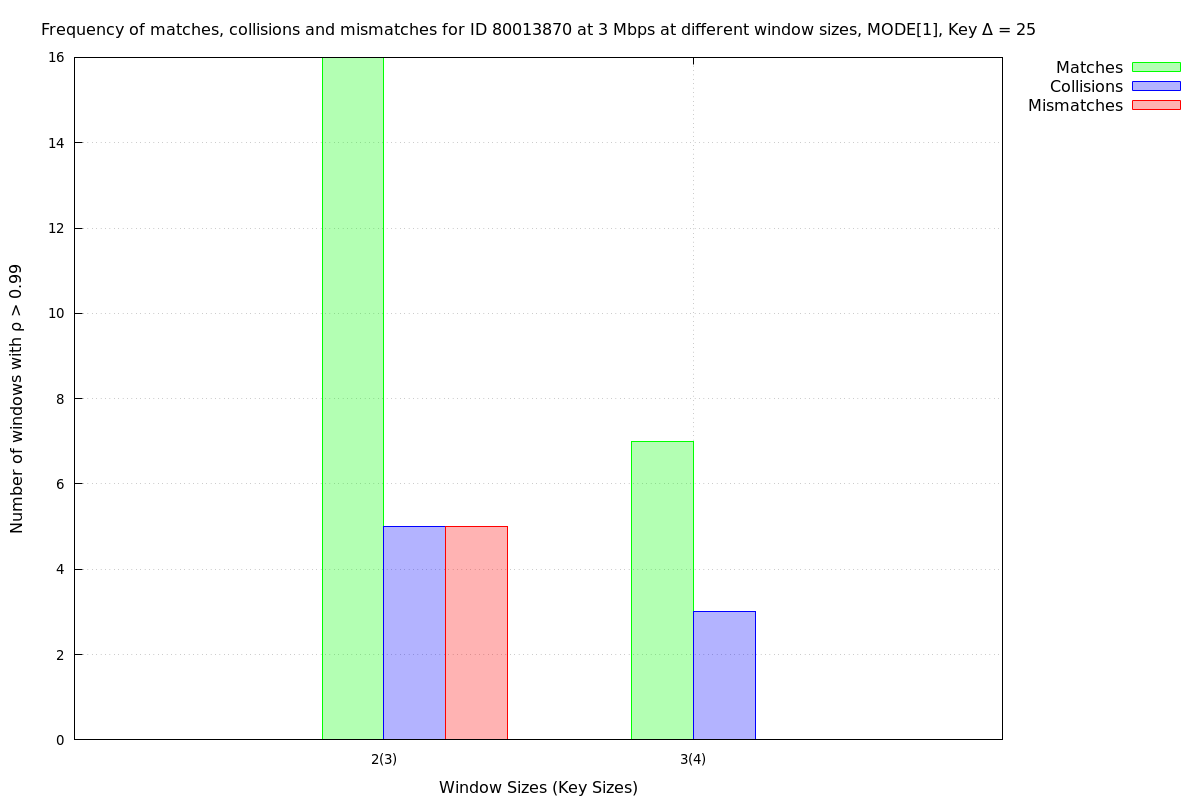 Frequency of matches, collisions and mismatches for ID 80013870 at 3 Mbps at different window sizes, MODE[1], Key Δ = 25
Matches
Collisions
Mismatches
Number of windows with ρ > 0.99
16
14
12
10
8
6
4
2
0
2(3)
3(4)
Window Sizes (Key Sizes)